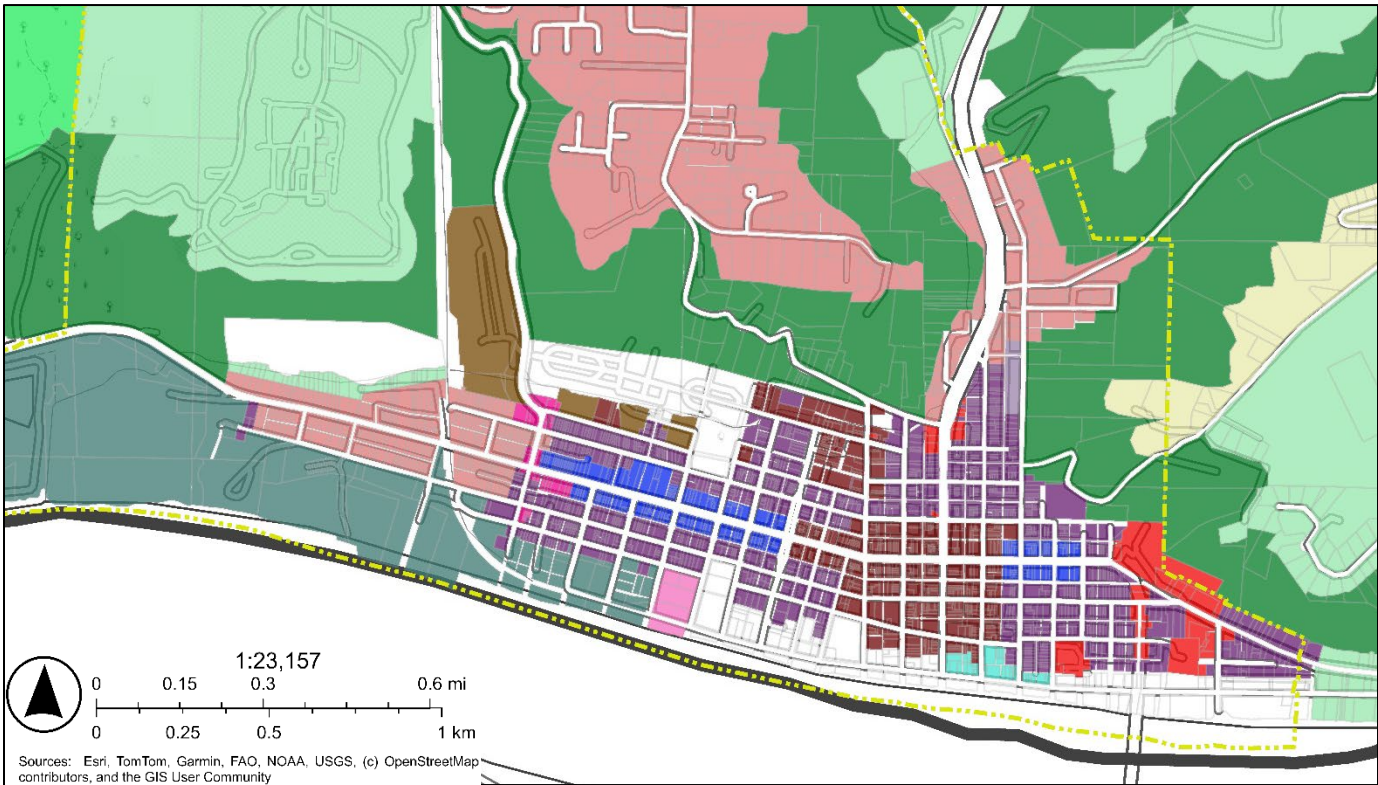 1:23,157
0 0.15 0.3 0.6 mi
0 0.25 0.5 1 km
Sources: Esri, TomTom, Garmin, FAO, NOAA, USGS, (c) OpenStreetMap
contributors, and the GIS User Community